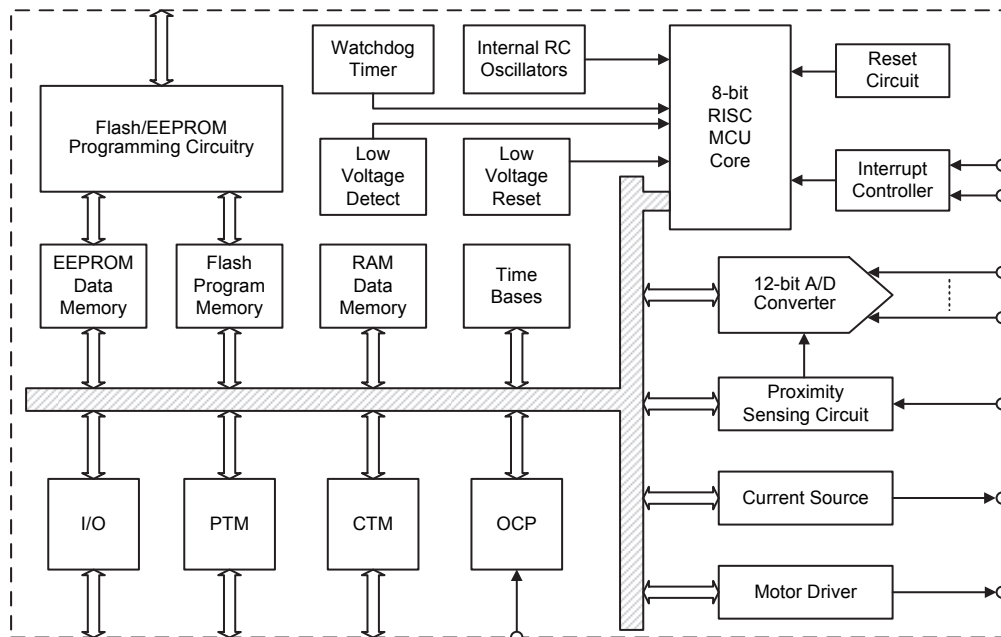 Watchdog
Timer
Internal RC
Oscillators
8-bit
RISC
MCU
Core
Reset
Circuit
Flash/EEPROM
Programming Circuitry
Low
Voltage
Detect
Low
Voltage
Reset
Interrupt
Controller
EEPROM
Data
Memory
Flash
Program
Memory
RAM
Data
Memory
Time
Bases
12-bit A/D
Converter
Proximity
Sensing Circuit
I/O
PTM
CTM
OCP
Current Source
Motor Driver